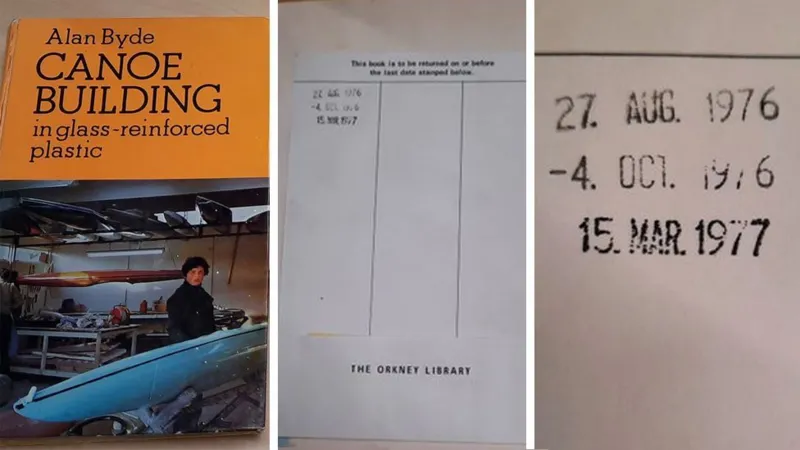 Alan Byde
CANOE
BUILDING
in glass-reinforced
plastic
This book is to be returned on or before
the last date stamped below.
27. AUG. 1976
-4. OCT. 1976
15. MAR. 1977
THE ORKNEY LIBRARY
27. AUG. 1976
-4. OCT. 1976
15. MAR. 1977